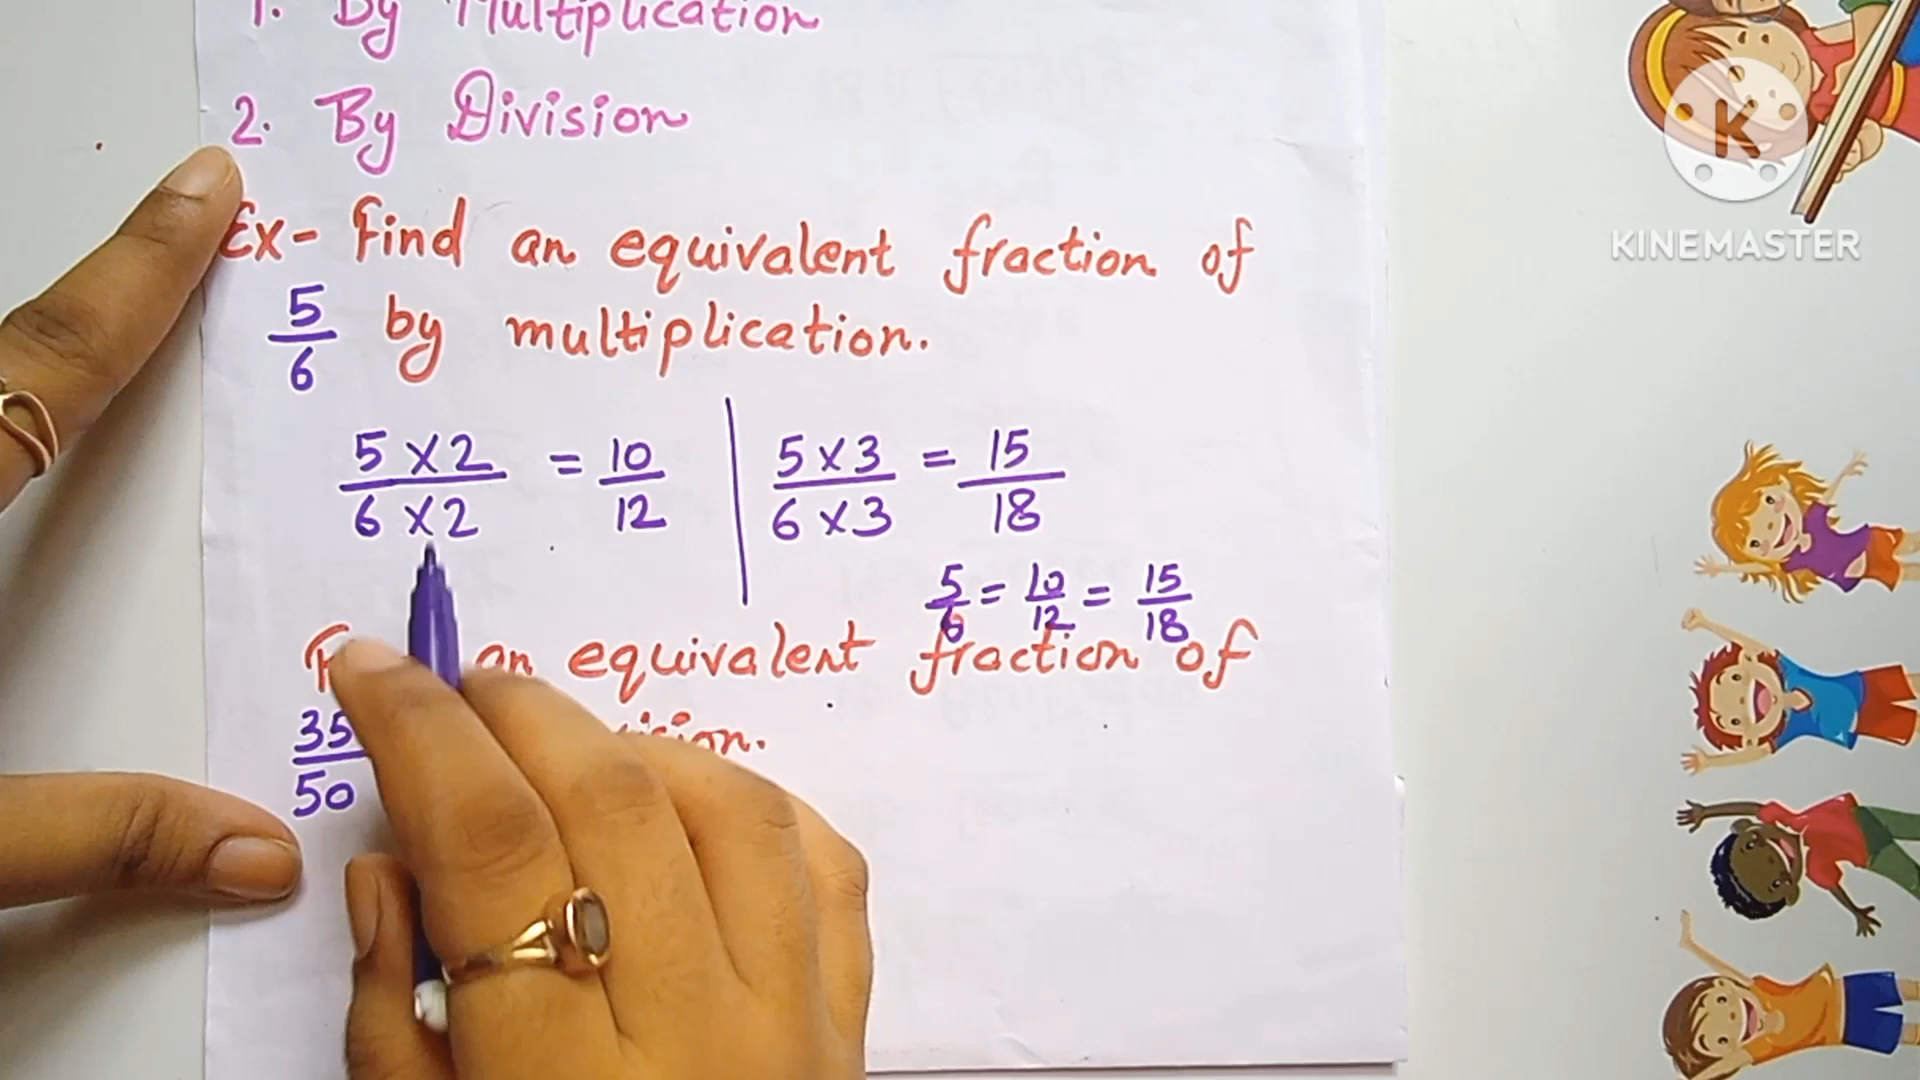 1. By Multiplication
2. By Division
Ex- Find an equivalent fraction of
5/6 by multiplication.
5 × 2 / 6 × 2 = 10/12 | 5 × 3 / 6 × 3 = 15/18
5/6 = 10/12 = 15/18
an equivalent fraction of
35/50
K
KINEMASTER